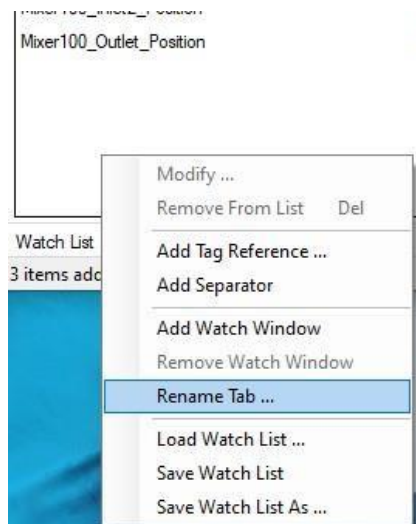 Mixer100_Inlet2_Position
Mixer100_Outlet_Position
Modify ...
Remove From List Del
Watch List
Add Tag Reference ...
3 items add
Add Separator
Add Watch Window
Remove Watch Window
Rename Tab ...
Load Watch List ...
Save Watch List
Save Watch List As ...